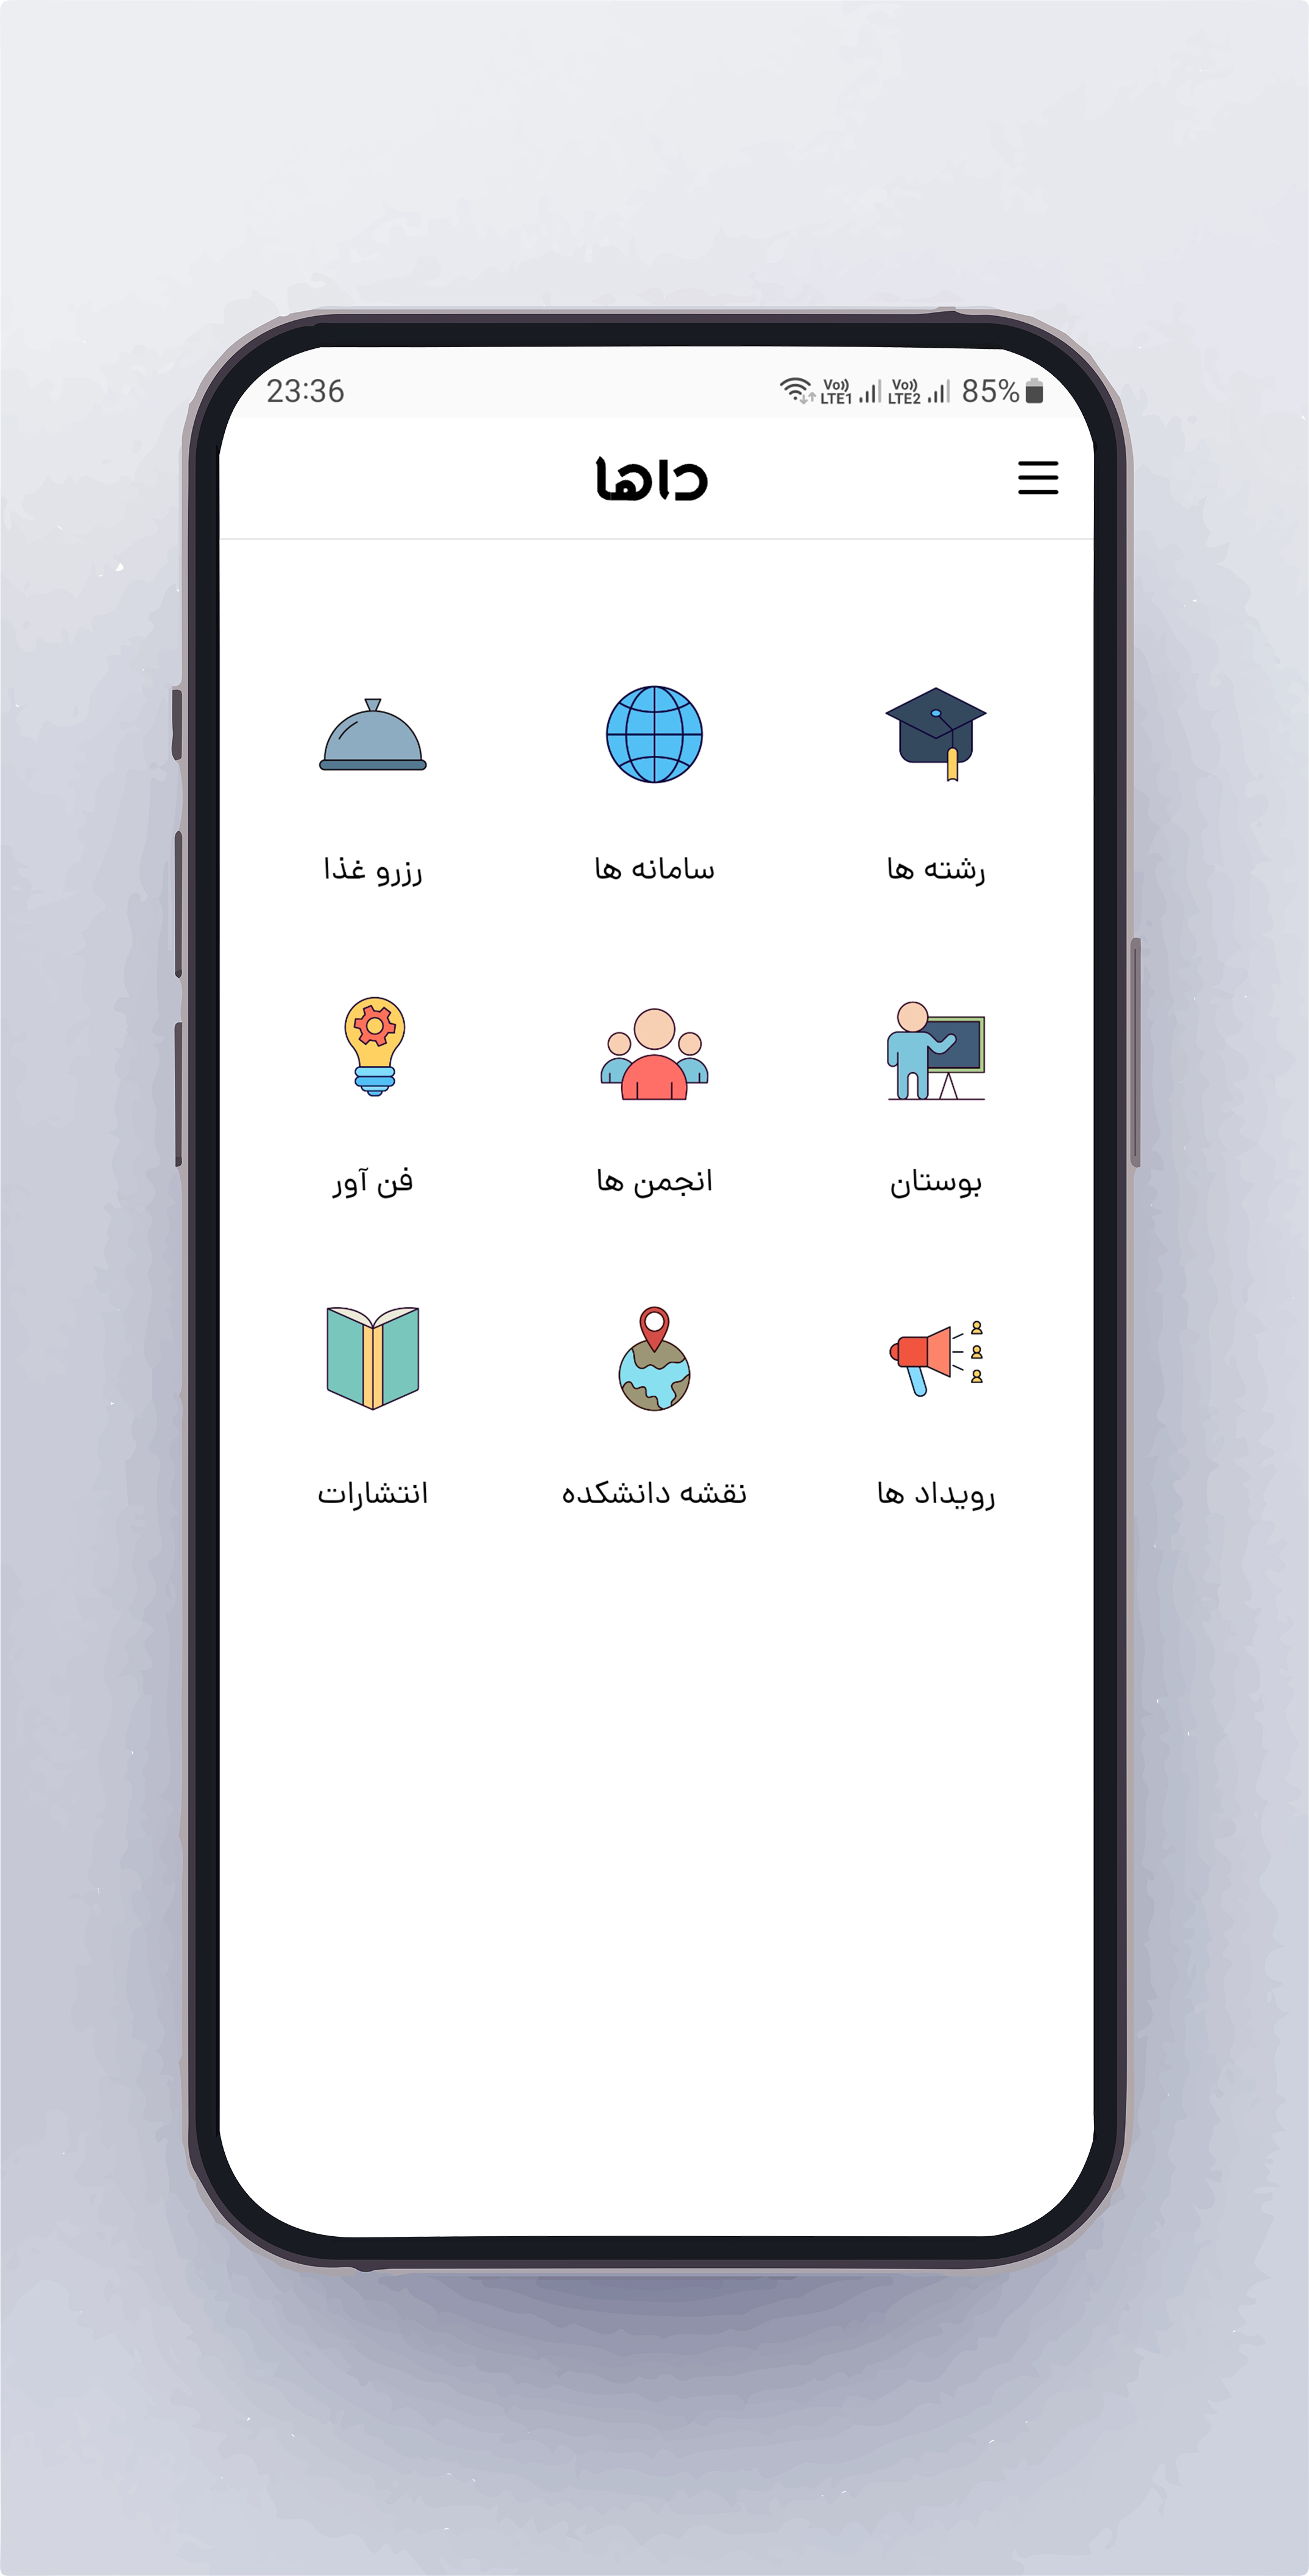 23:36 Vo)) LTE1 Vo)) LTE2 85%
داها
رشته ها
سامانه ها
رزرو غذا
بوستان
انجمن ها
فن آور
رویداد ها
نقشه دانشکده
انتشارات